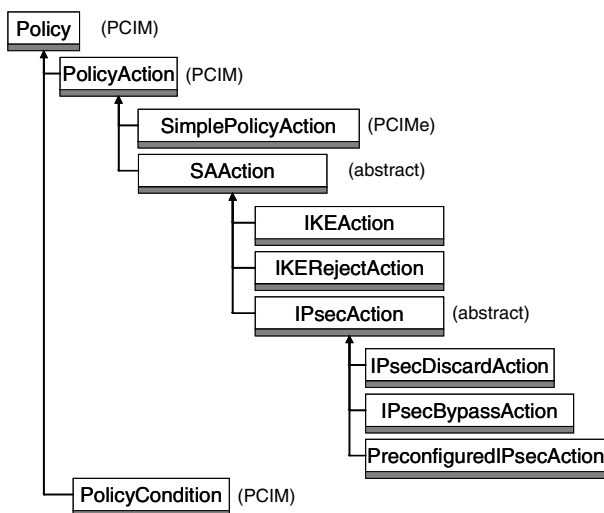 Policy (PCIM)
PolicyAction (PCIM)
SimplePolicyAction (PCIMe)
SAAction (abstract)
IKEAction
IKERejectAction
IPsecAction (abstract)
IPsecDiscardAction
IPsecBypassAction
PreconfiguredIPsecAction
PolicyCondition (PCIM)